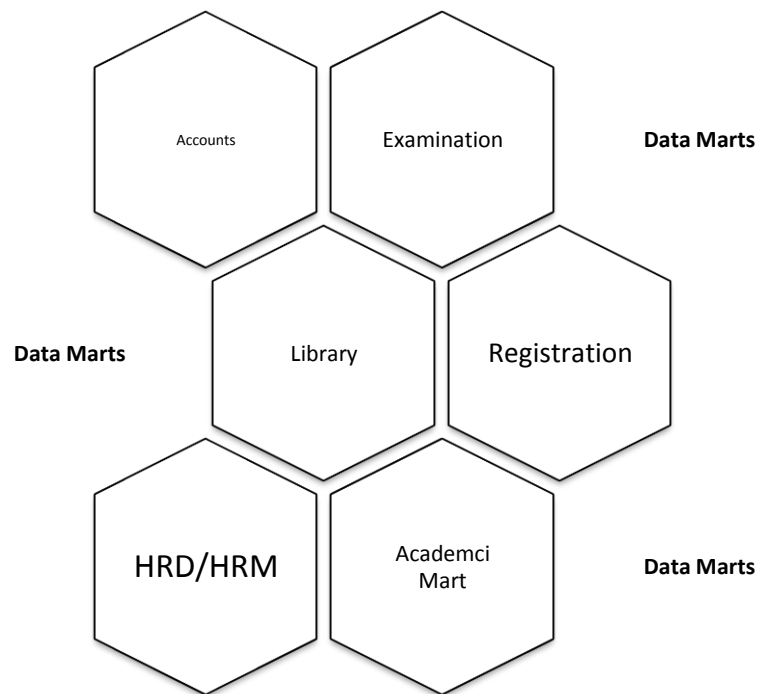 Accounts
Examination
Data Marts
Data Marts
Library
Registration
HRD/HRM
Academci
Mart
Data Marts